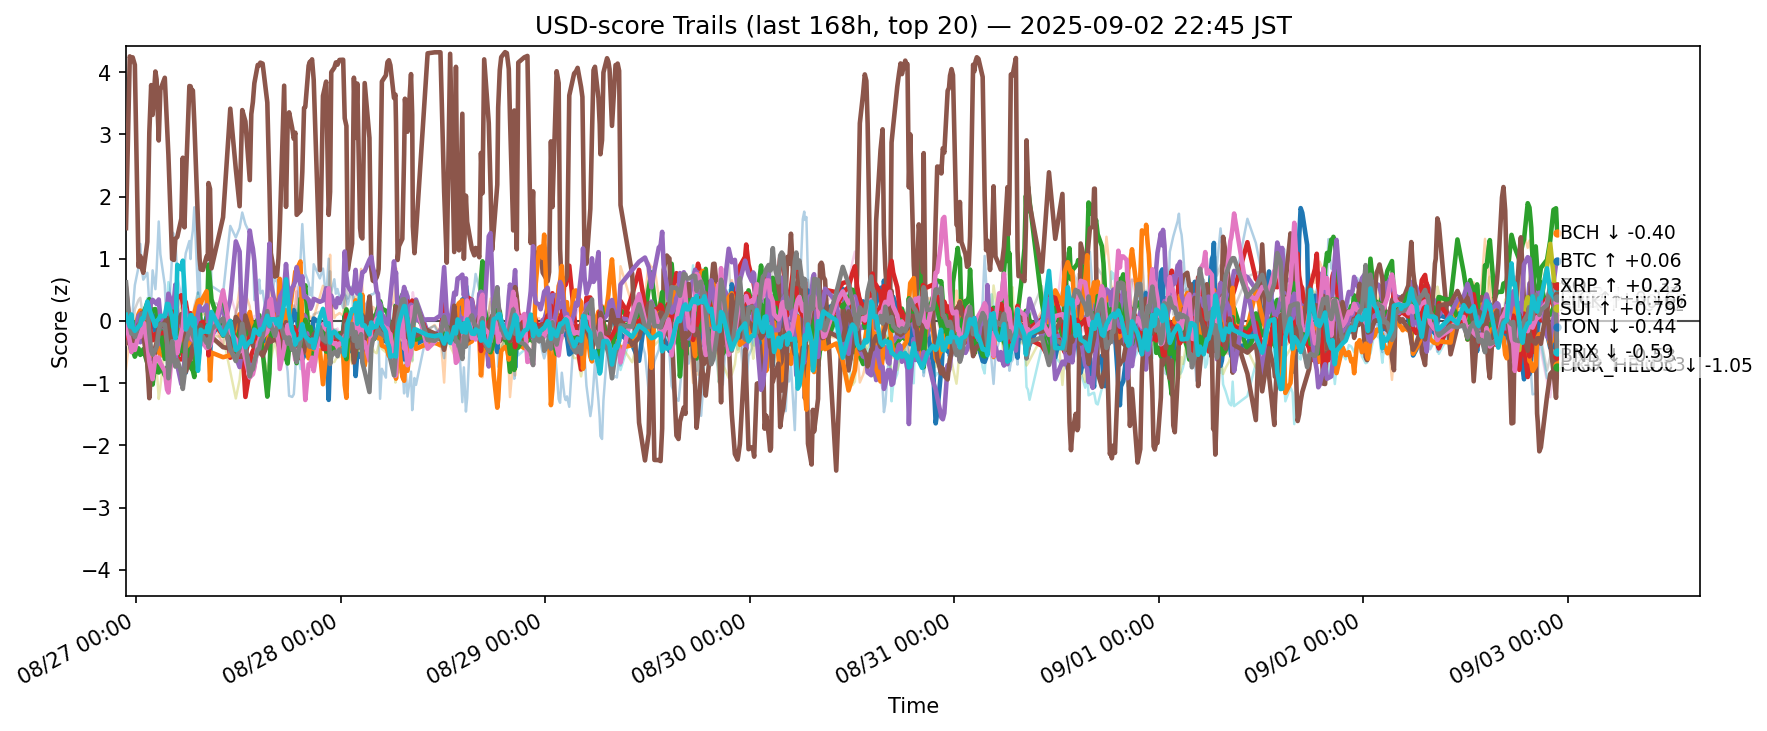 USD-score Trails (last 168h, top 20) — 2025-09-02 22:45 JST
Score (z)
4
3
2
1
0
−1
−2
−3
−4
BCH ↓ -0.40
BTC ↑ +0.06
XRP ↑ +0.23
SUI ↑ +0.79
TON ↓ -0.44
TRX ↓ -0.59
FIGR_HELOC ↓ -1.05
08/27 00:00
08/28 00:00
08/29 00:00
08/30 00:00
08/31 00:00
09/01 00:00
09/02 00:00
09/03 00:00
Time